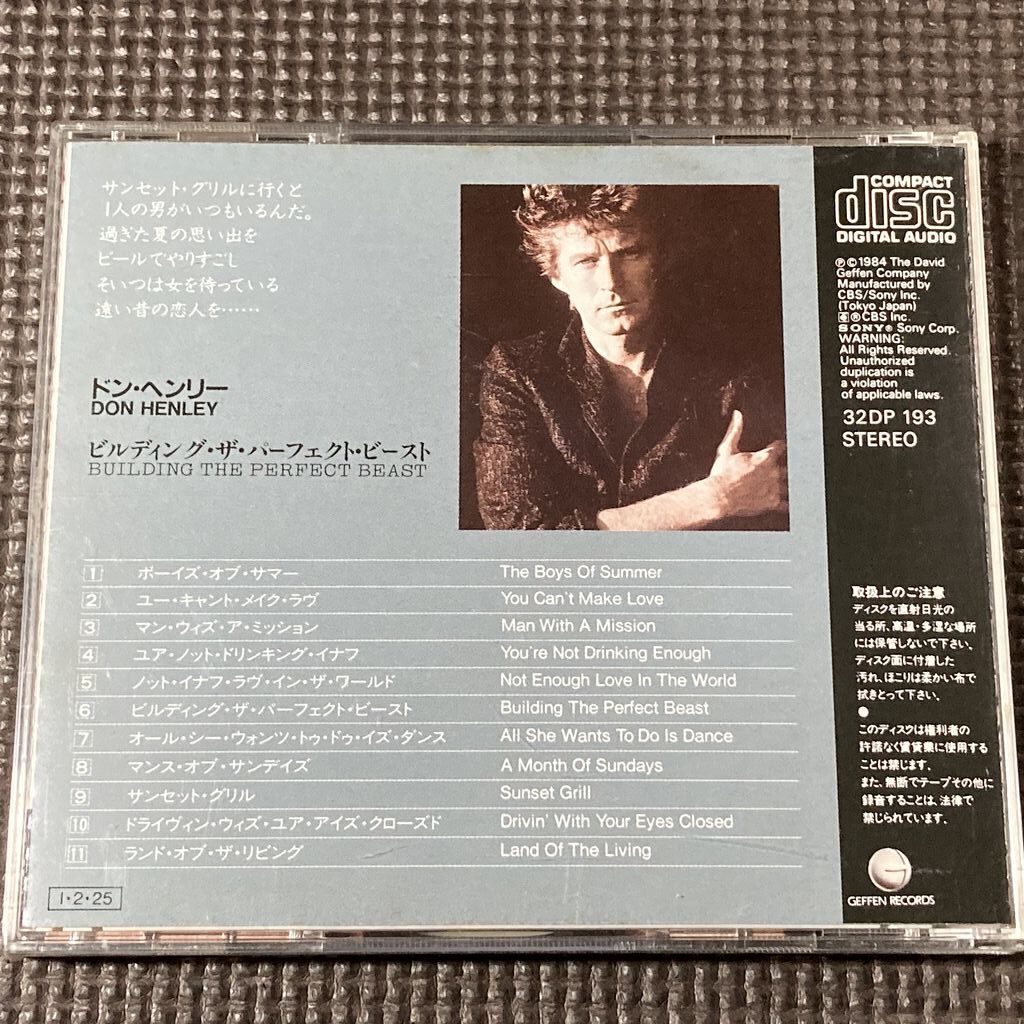 サンセット・グリルに行くと
1人の男がいつもいるんだ。
過ぎた夏の思い出を
ビールでやりすごし
そいつは女を待っている
遠い昔の恋人を……
ドン・ヘンリー
DON HENLEY
ビルディング・ザ・パーフェクト・ビースト
BUILDING THE PERFECT BEAST
1 ボーイズ・オブ・サマー The Boys Of Summer
2 ユー・キャント・メイク・ラヴ You Can't Make Love
3 マン・ウィズ・ア・ミッション Man With A Mission
4 ユア・ノット・ドリンキング・イナフ You're Not Drinking Enough
5 ノット・イナフ・ラヴ・イン・ザ・ワールド Not Enough Love In The World
6 ビルディング・ザ・パーフェクト・ビースト Building The Perfect Beast
7 オール・シー・ウォンツ・トゥ・ドゥ・イズ・ダンス All She Wants To Do Is Dance
8 マンス・オブ・サンデイズ A Month Of Sundays
9 サンセット・グリル Sunset Grill
10 ドライヴィン・ウィズ・ユア・アイズ・クローズド Drivin' With Your Eyes Closed
11 ランド・オブ・ザ・リビング Land Of The Living
1・2・25
COMPACT
disc
DIGITAL AUDIO
Ⓟ©1984 The David
Geffen Company
Manufactured by
CBS/Sony Inc.
(Tokyo Japan)
®CBS Inc.
SONY® Sony Corp.
WARNING:
All Rights Reserved.
Unauthorized
duplication is
a violation
of applicable laws.
32DP 193
STEREO
取扱上のご注意
ディスクを直射日光の
当る所、高温・多湿な場所
には保管しないで下さい。
ディスク面に付着した
汚れ、ほこりは柔かい布で
拭きとって下さい。
●
このディスクは権利者の
許諾なく賃貸業に使用する
ことは禁じます。
また、無断でテープその他に
録音することは、法律で
禁じられています。
G
GEFFEN RECORDS